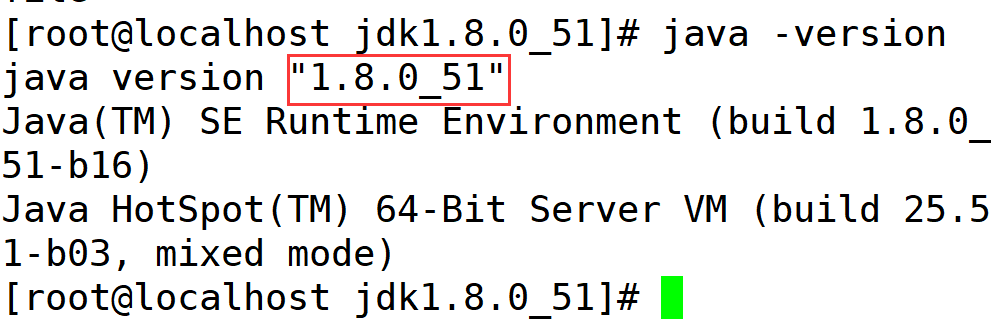 [root@localhost jdk1.8.0_51]# java -version
java version "1.8.0_51"
Java(TM) SE Runtime Environment (build 1.8.0_
51-b16)
Java HotSpot(TM) 64-Bit Server VM (build 25.5
1-b03, mixed mode)
[root@localhost jdk1.8.0_51]#